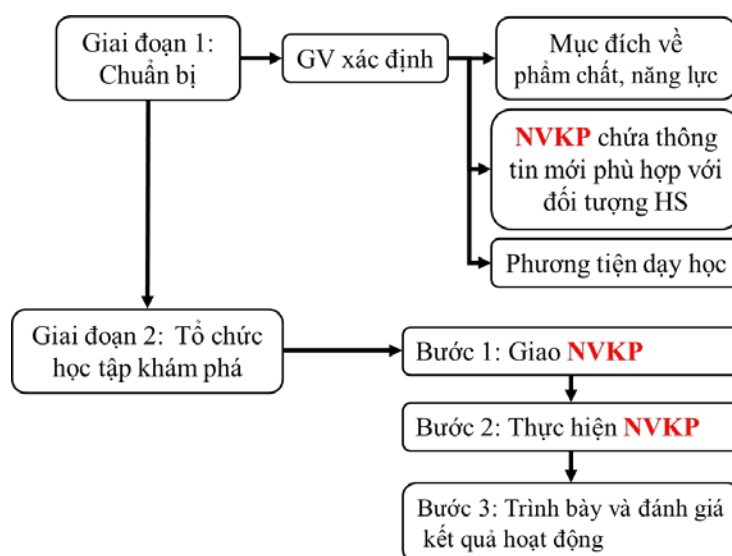 Giai đoạn 1:
Chuẩn bị
GV xác định
Mục đích về
phẩm chất, năng lực
NVKP chứa thông
tin mới phù hợp với
đối tượng HS
Phương tiện dạy học
Giai đoạn 2: Tổ chức
học tập khám phá
Bước 1: Giao NVKP
Bước 2: Thực hiện NVKP
Bước 3: Trình bày và đánh giá
kết quả hoạt động